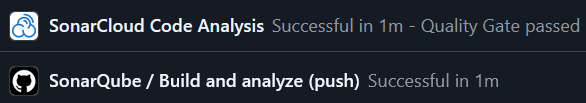 SonarCloud Code Analysis Successful in 1m - Quality Gate passed
SonarQube / Build and analyze (push) Successful in 1m